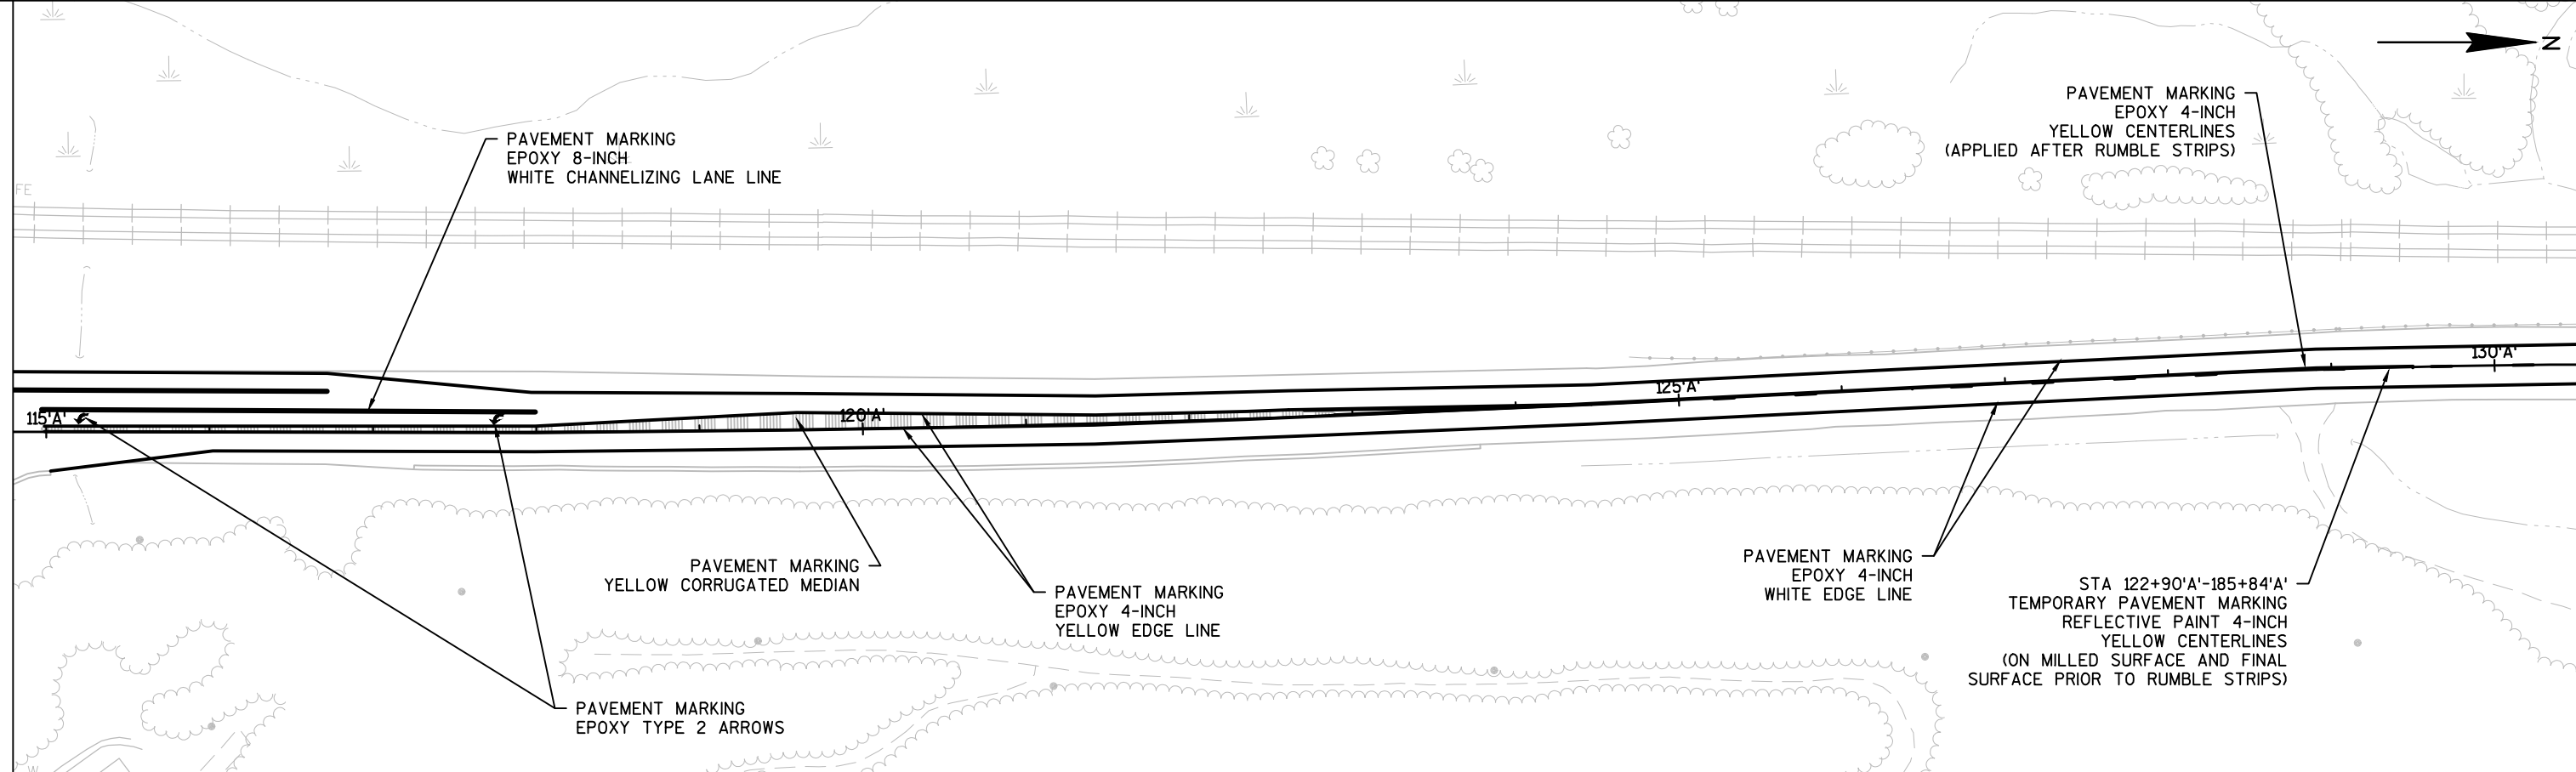 N
PAVEMENT MARKING
EPOXY 4-INCH
YELLOW CENTERLINES
(APPLIED AFTER RUMBLE STRIPS)
PAVEMENT MARKING
EPOXY 8-INCH
WHITE CHANNELIZING LANE LINE
FE
130'A'
125'A'
115'A'
120'A'
PAVEMENT MARKING
YELLOW CORRUGATED MEDIAN
PAVEMENT MARKING
EPOXY 4-INCH
YELLOW EDGE LINE
PAVEMENT MARKING
EPOXY 4-INCH
WHITE EDGE LINE
STA 122+90'A'-185+84'A'
TEMPORARY PAVEMENT MARKING
REFLECTIVE PAINT 4-INCH
YELLOW CENTERLINES
(ON MILLED SURFACE AND FINAL
SURFACE PRIOR TO RUMBLE STRIPS)
PAVEMENT MARKING
EPOXY TYPE 2 ARROWS
W